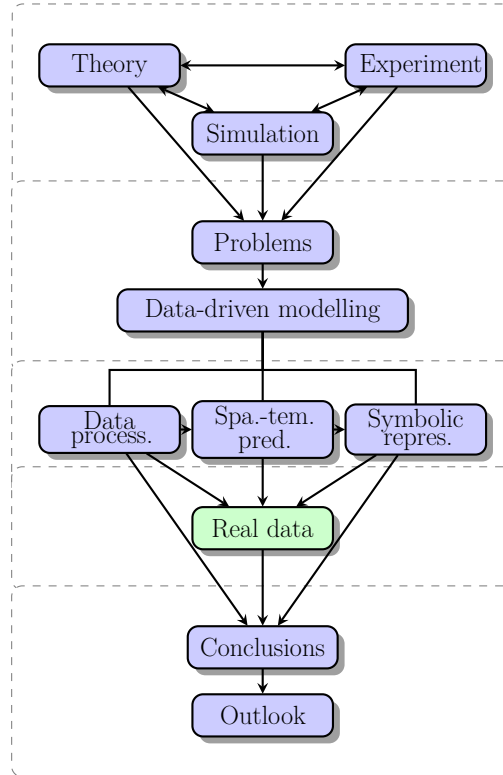 Theory
Experiment
Simulation
Problems
Data-driven modelling
Data
process.
Spa.-tem.
pred.
Symbolic
repres.
Real data
Conclusions
Outlook